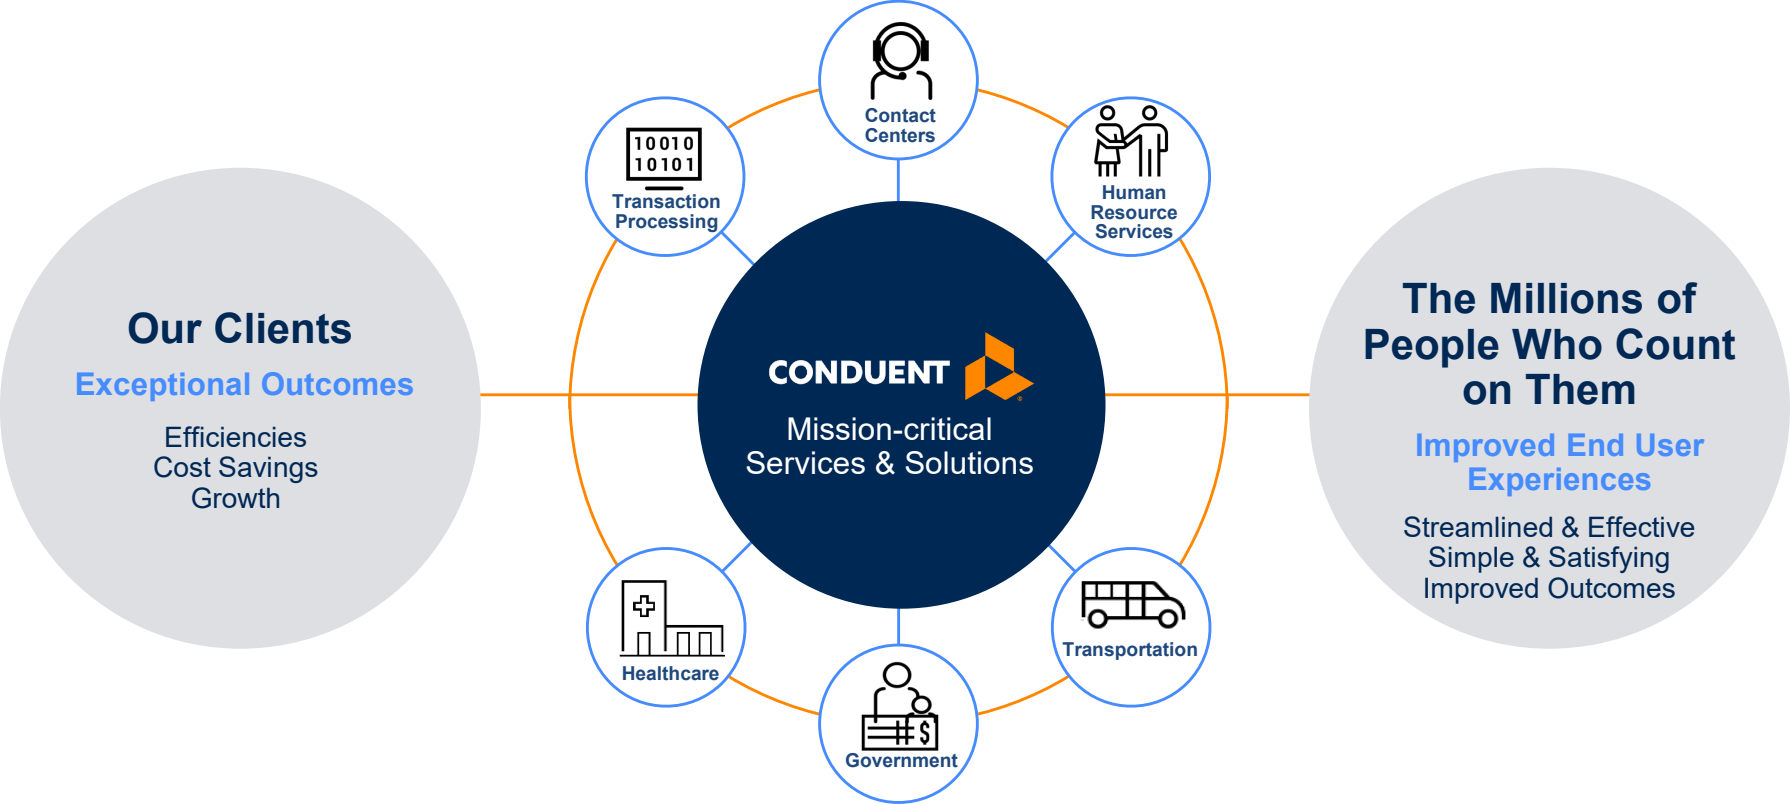 Our Clients
Exceptional Outcomes
Efficiencies
Cost Savings
Growth
Contact
Centers
10010
10101
Transaction
Processing
Human
Resource
Services
CONDUENT
®
Mission-critical
Services & Solutions
Healthcare
$
Government
Transportation
The Millions of
People Who Count
on Them
Improved End User
Experiences
Streamlined & Effective
Simple & Satisfying
Improved Outcomes